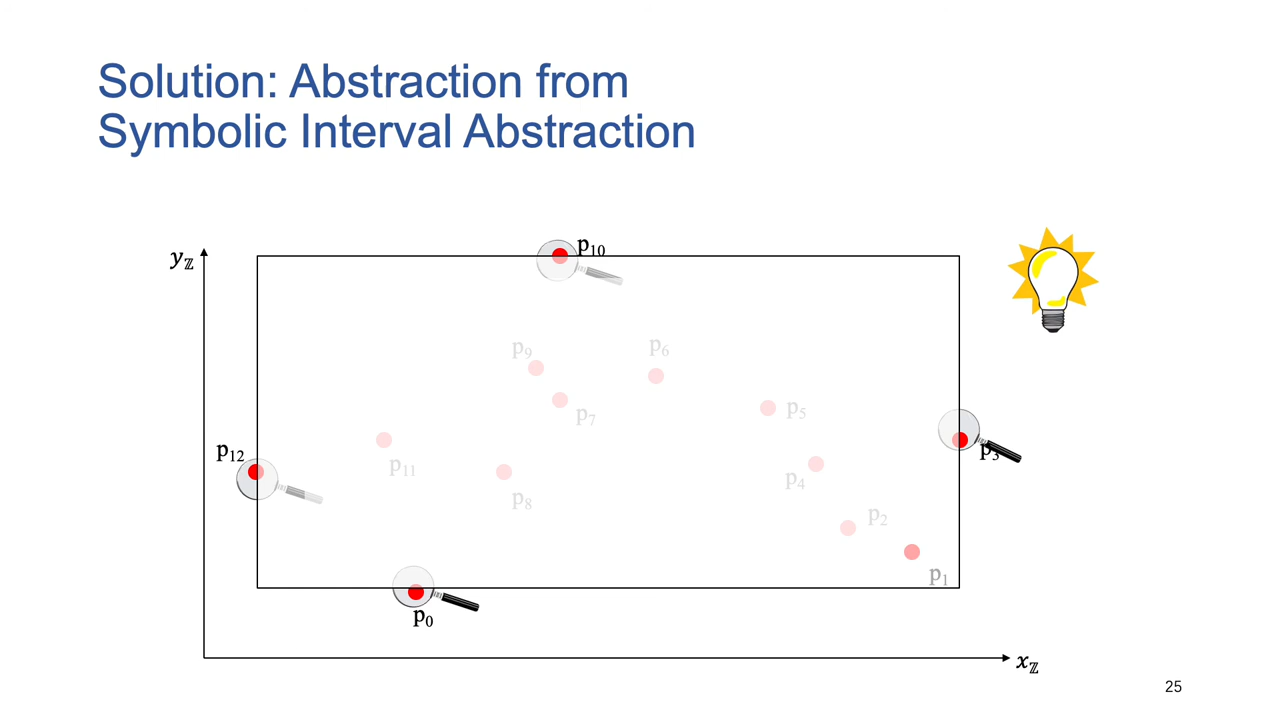 Solution: Abstraction from
Symbolic Interval Abstraction
p₁₀
yℤ
p₉
p₆
p₇
p₅
p₁₂
p₃
p₁₁
p₄
p₈
p₂
p₁
p₀
xℤ
25